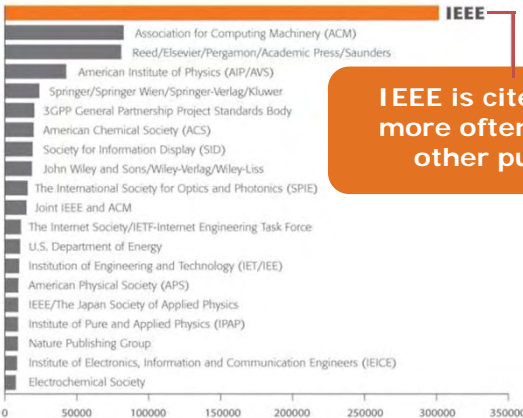 IEEE
Association for Computing Machinery (ACM)
Reed/Elsevier/Pergamon/Academic Press/Saunders
American Institute of Physics (AIP/AVS)
Springer/Springer Wien/Springer-Verlag/Kluwer
3GPP General Partnership Project Standards Body
American Chemical Society (ACS)
Society for Information Display (SID)
John Wiley and Sons/Wiley-Verlag/Wiley-Liss
The International Society for Optics and Photonics (SPIE)
Joint IEEE and ACM
The Internet Society/IETF-Internet Engineering Task Force
U.S. Department of Energy
Institution of Engineering and Technology (IET/IEE)
American Physical Society (APS)
IEEE/The Japan Society of Applied Physics
Institute of Pure and Applied Physics (IPAP)
Nature Publishing Group
Institute of Electronics, Information and Communication Engineers (IEICE)
Electrochemical Society
IEEE is cite
more often
other pu
0 50000 100000 150000 200000 250000 300000 350000